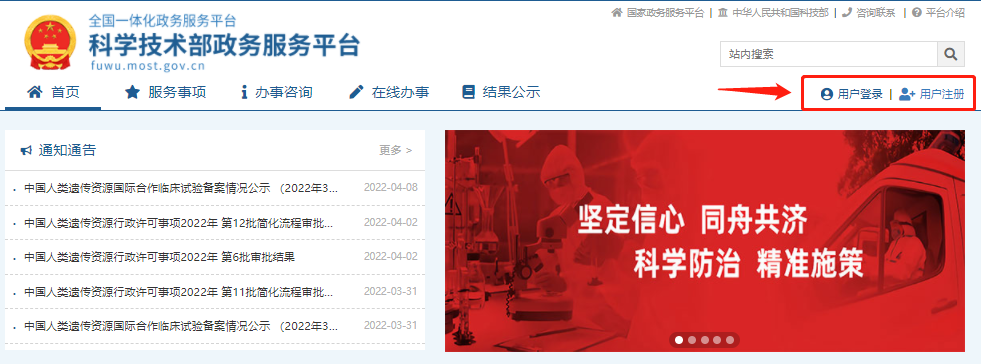 国家政务服务平台 | 中华人民共和国科技部 | 咨询联系 | 平台介绍
全国一体化政务服务平台
科学技术部政务服务平台
fuwu.most.gov.cn
站内搜索
首页 服务事项 办事咨询 在线办事 结果公示
用户登录 | 用户注册
通知通告 更多 >
中国人类遗传资源国际合作临床试验备案情况公示 （2022年3... 2022-04-08
中国人类遗传资源行政许可事项2022年 第12批简化流程审批... 2022-04-02
中国人类遗传资源行政许可事项2022年 第6批审批结果 2022-04-02
中国人类遗传资源行政许可事项2022年 第11批简化流程审批... 2022-03-31
中国人类遗传资源国际合作临床试验备案情况公示 （2022年3... 2022-03-31
坚定信心 同舟共济
科学防治 精准施策